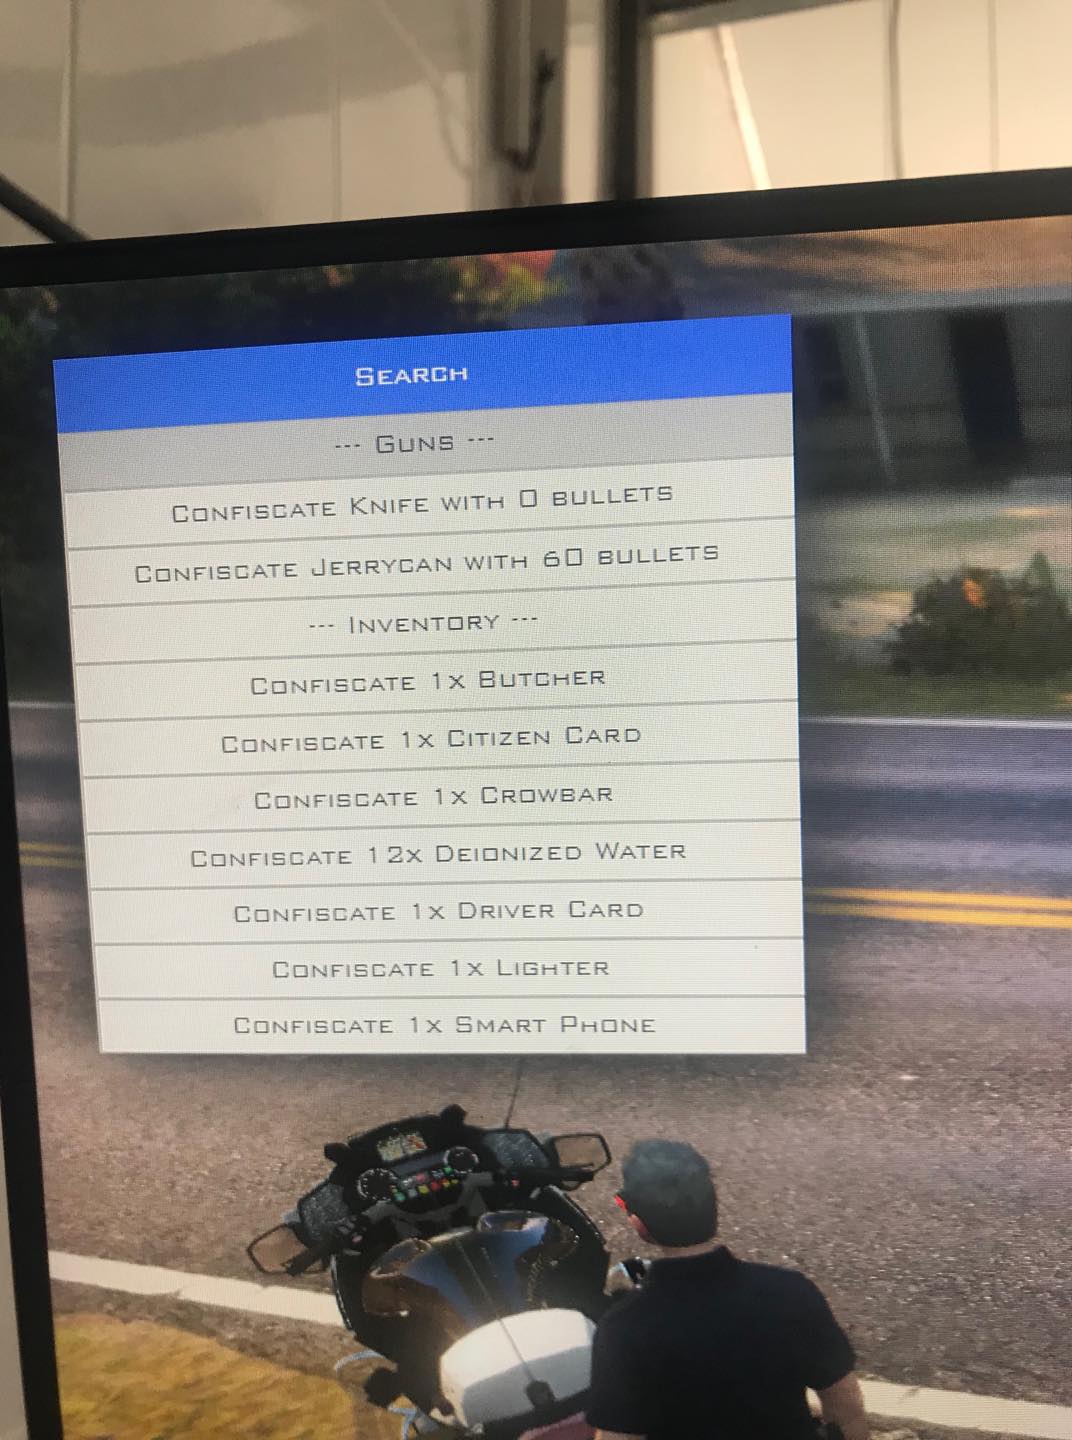 Search
--- Guns ---
Confiscate Knife with 0 bullets
Confiscate Jerrycan with 60 bullets
--- Inventory ---
Confiscate 1x Butcher
Confiscate 1x Citizen Card
Confiscate 1x Crowbar
Confiscate 12x Deionized Water
Confiscate 1x Driver Card
Confiscate 1x Lighter
Confiscate 1x Smart Phone